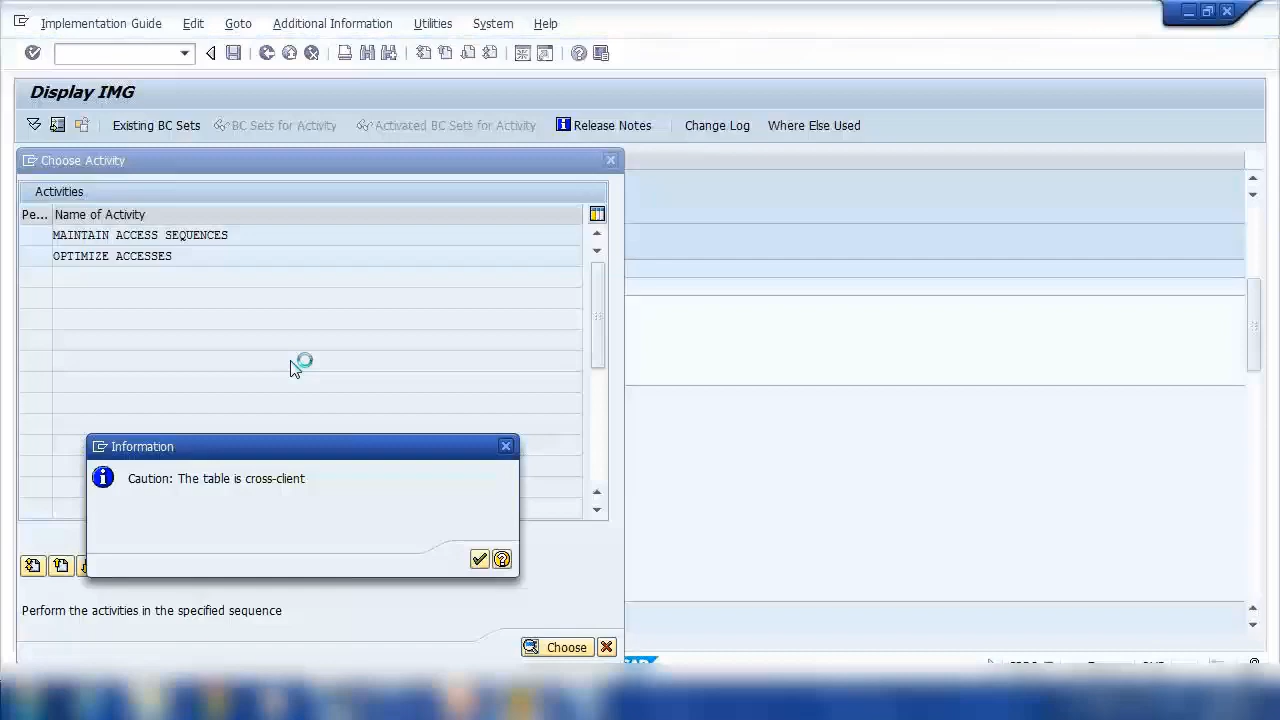 Implementation Guide Edit Goto Additional Information Utilities System Help
Display IMG
Existing BC Sets BC Sets for Activity Activated BC Sets for Activity Release Notes Change Log Where Else Used
Choose Activity
Activities
Pe... Name of Activity
MAINTAIN ACCESS SEQUENCES
OPTIMIZE ACCESSES
Information
Caution: The table is cross-client
Perform the activities in the specified sequence
Choose